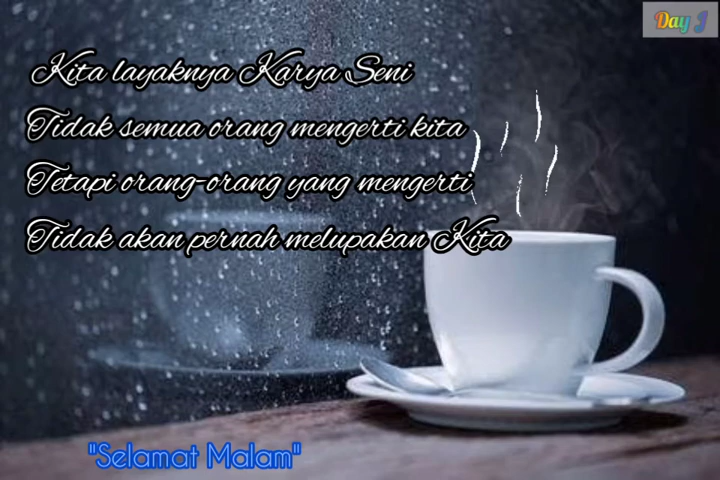 Day J
Kita layaknya Karya Seni
Tidak semua orang mengerti kita
Tetapi orang-orang yang mengerti
Tidak akan pernah melupakan Kita
"Selamat Malam"